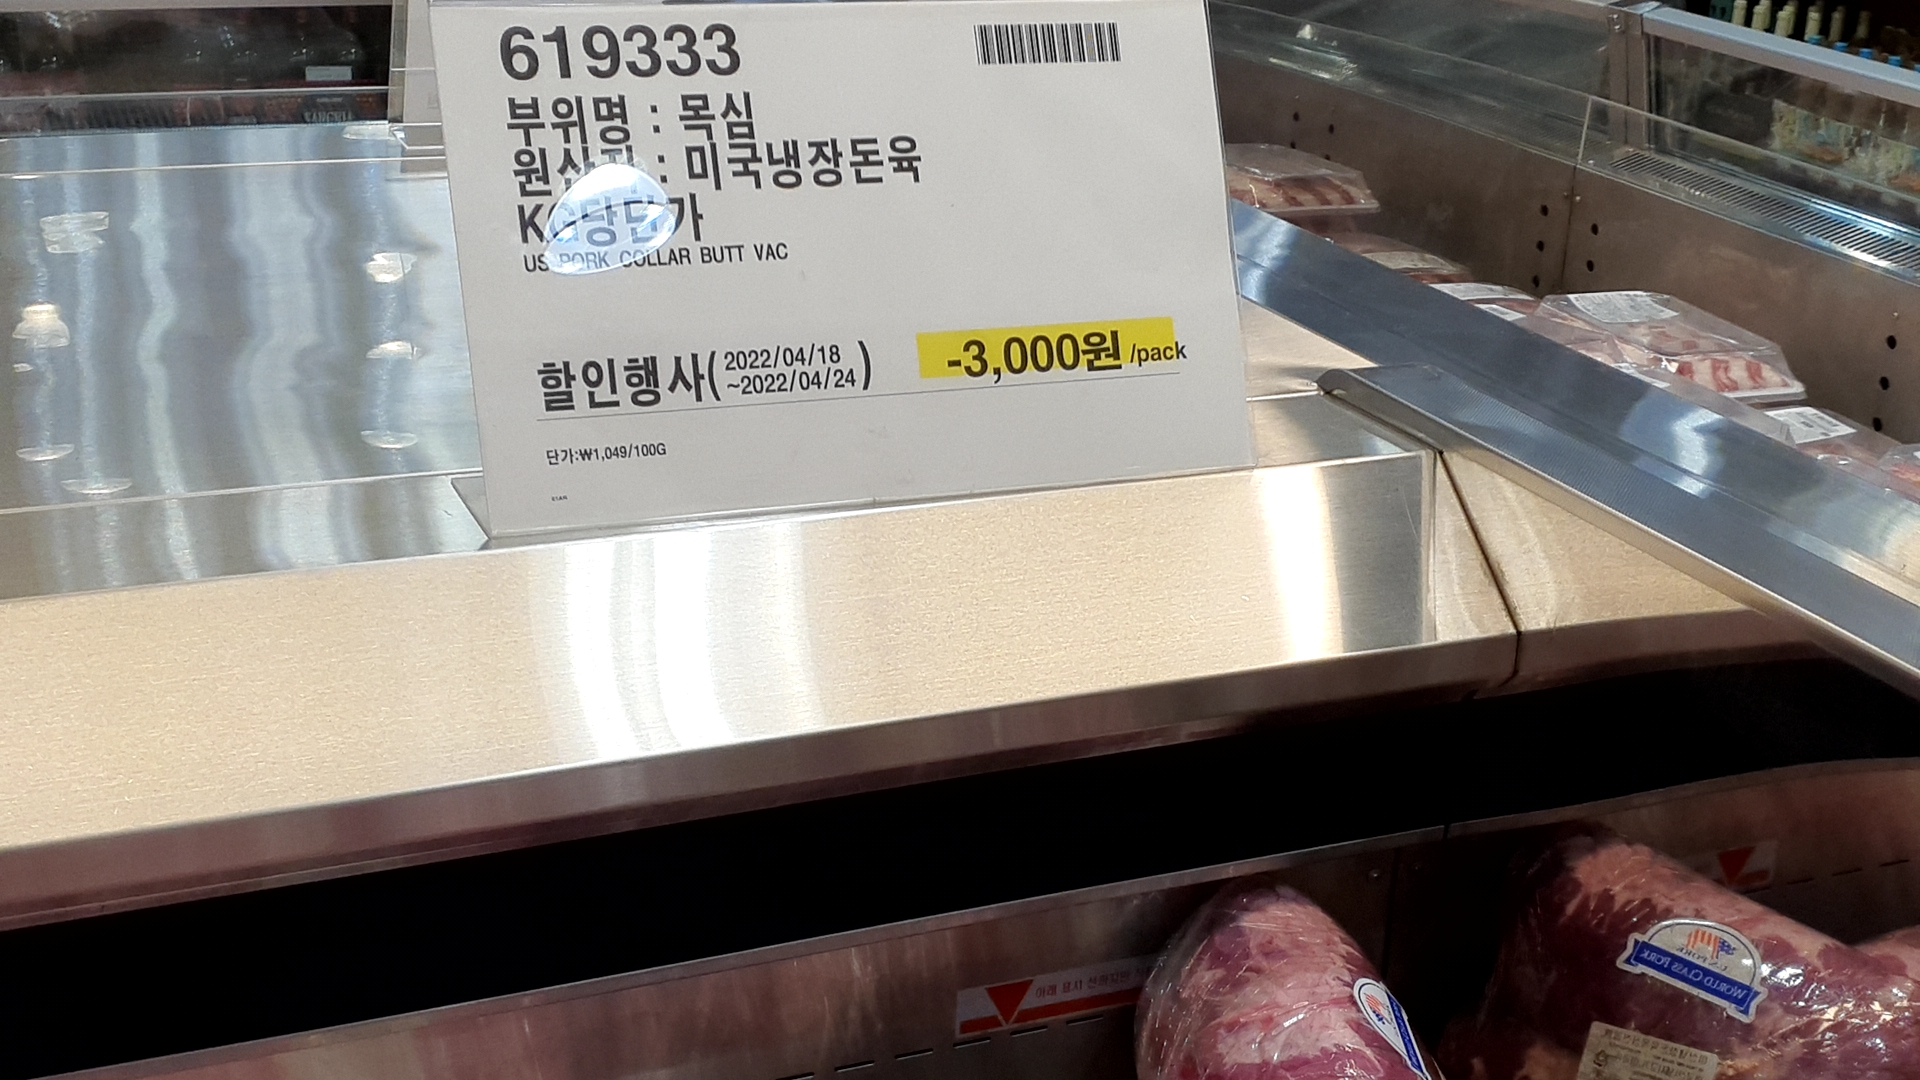 619333
부위명 : 목심
원산지 : 미국냉장돈육
KG당단가
US PORK COLLAR BUTT VAC
할인행사(2022/04/18
~2022/04/24)
-3,000원 /pack
단가:₩1,049/100G
WORLD CLASS PORK